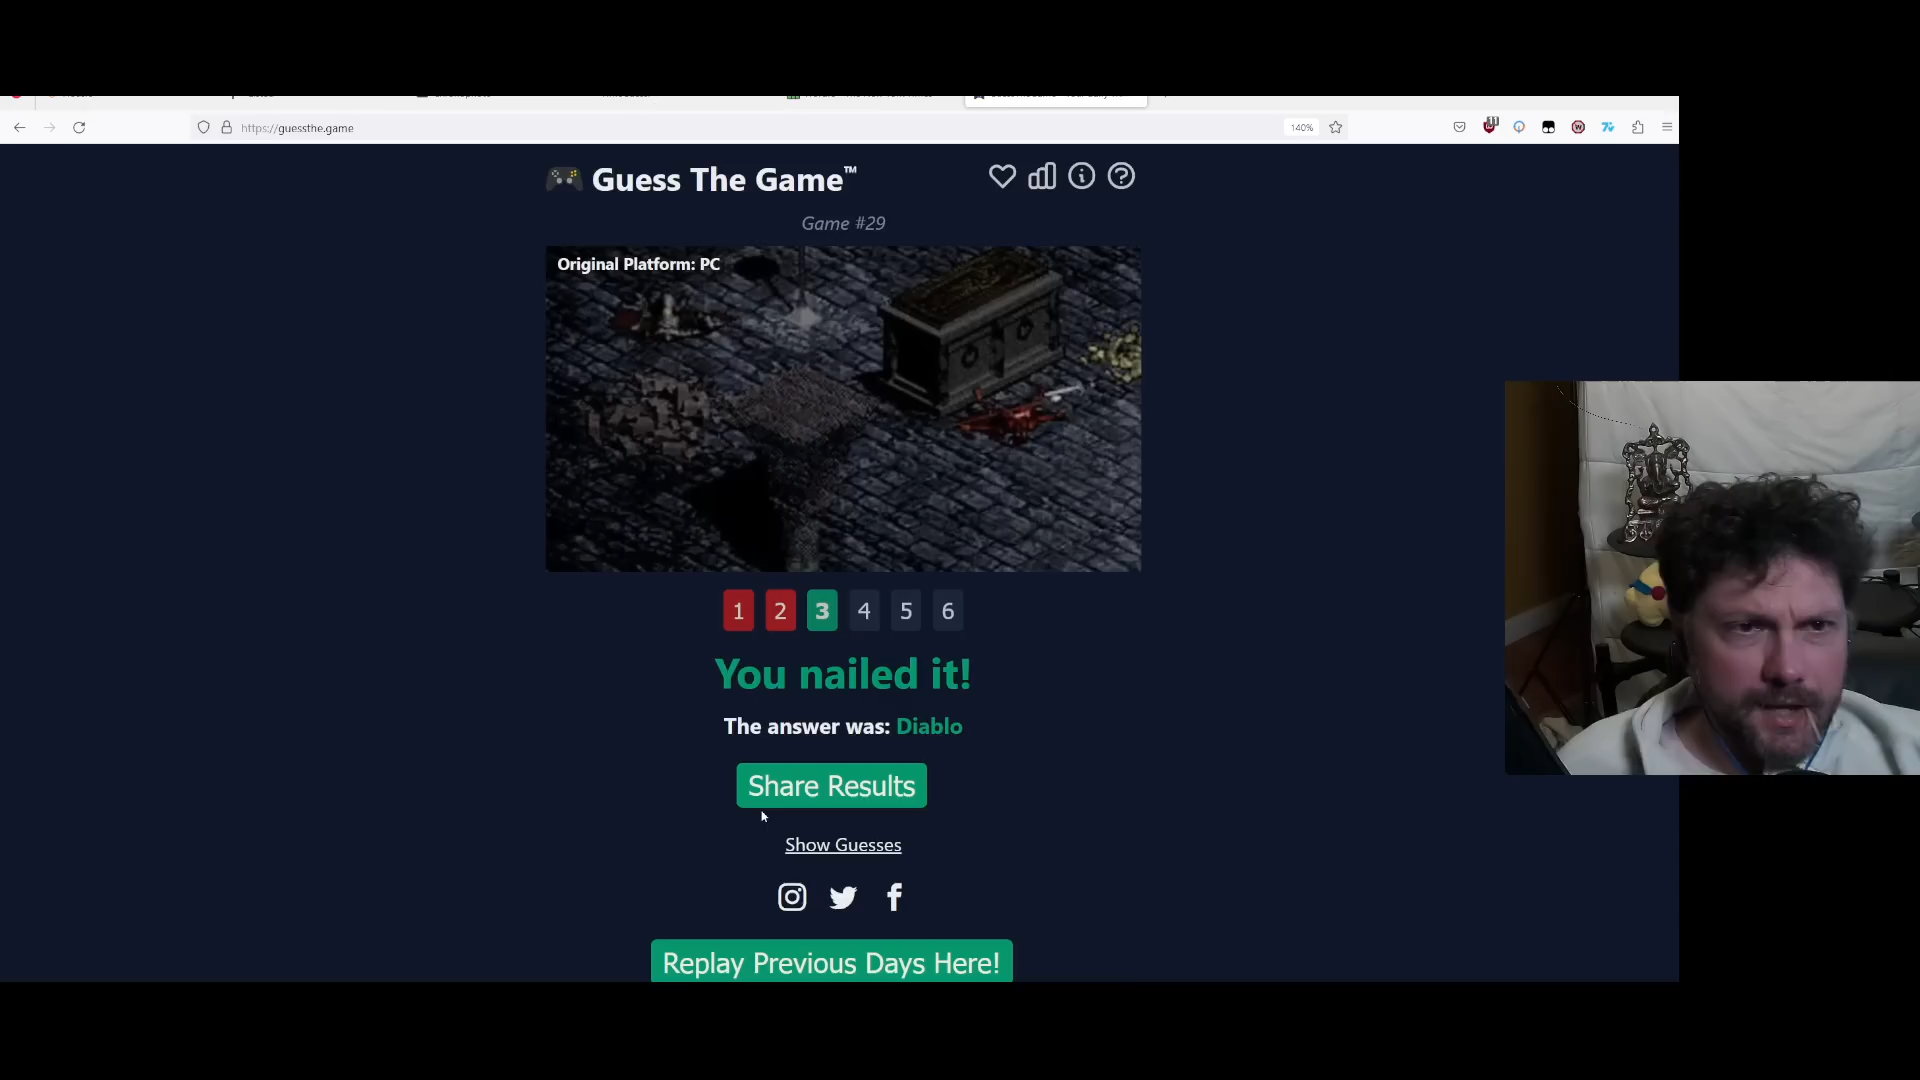 https://guessthe.game
140%
11
Guess The Game™
Game #29
Original Platform: PC
1 2 3 4 5 6
You nailed it!
The answer was: Diablo
Share Results
Show Guesses
Replay Previous Days Here!